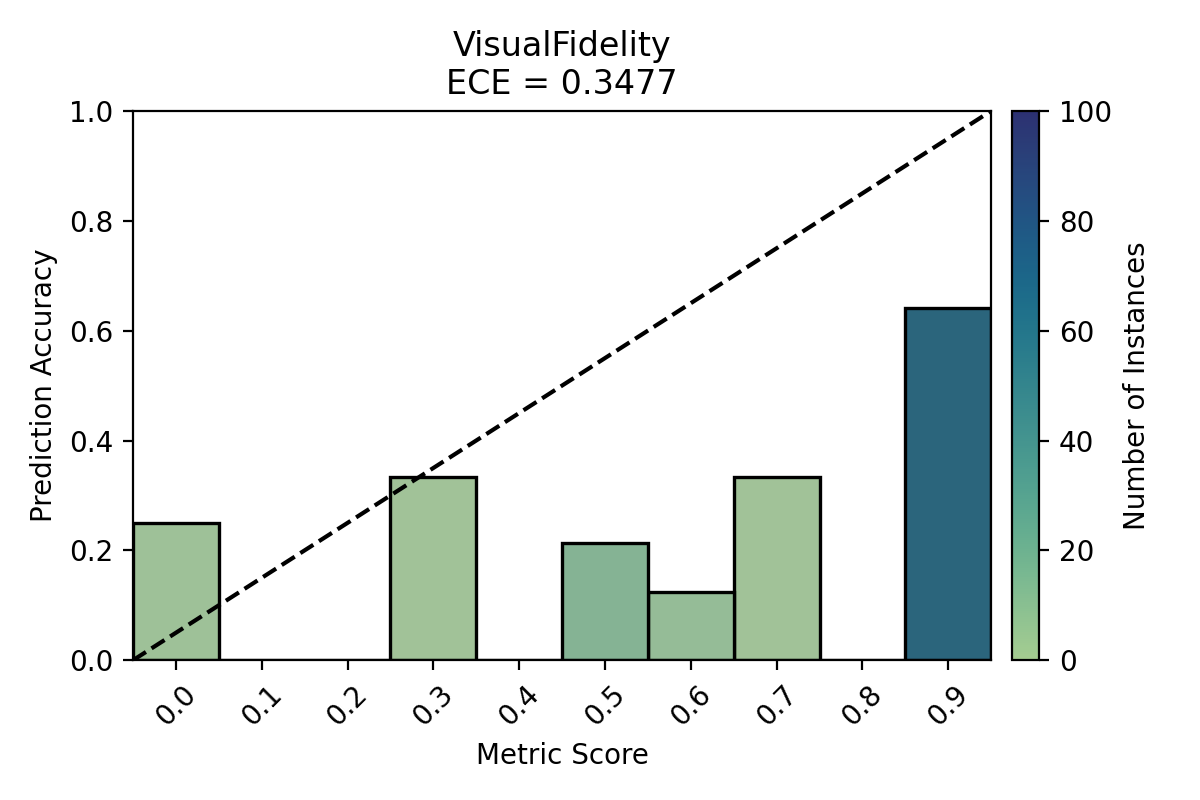 VisualFidelity
ECE = 0.3477
Prediction Accuracy
1.0
0.8
0.6
0.4
0.2
0.0
0.0 0.1 0.2 0.3 0.4 0.5 0.6 0.7 0.8 0.9
Metric Score
100
80
60
40
20
0
Number of Instances